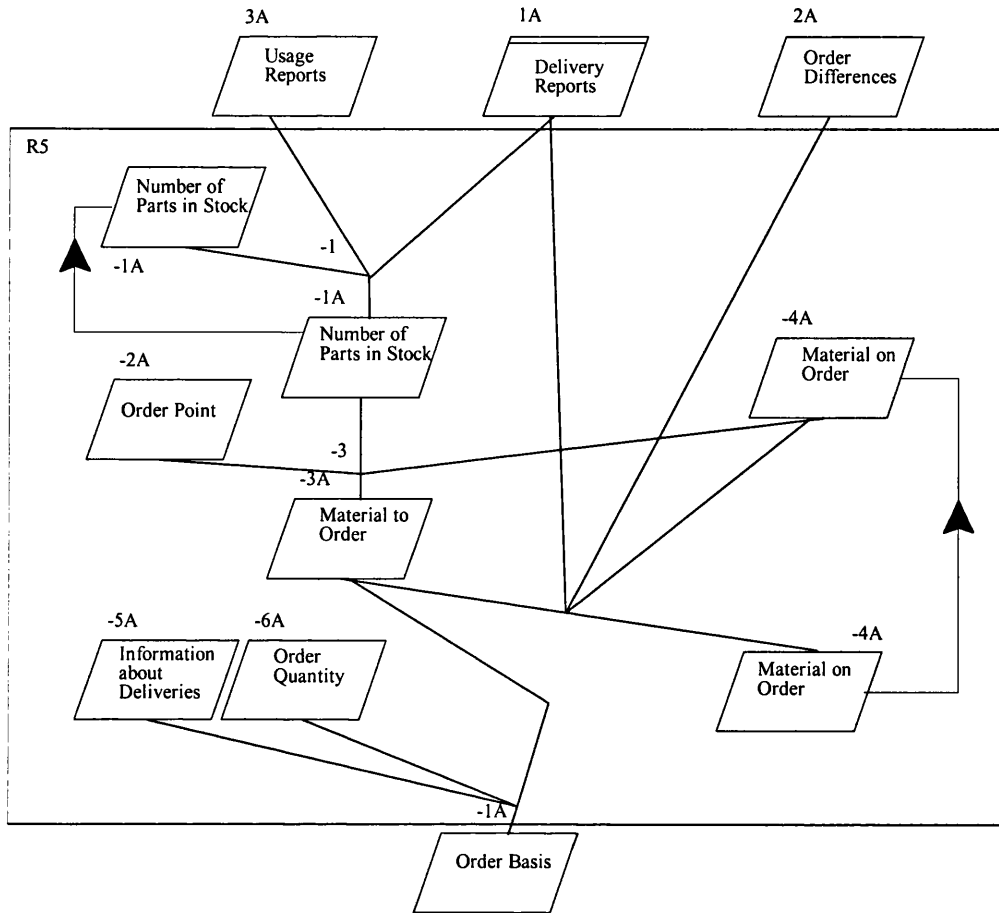 3A
1A
2A
Usage
Reports
Delivery
Reports
Order
Differences
R5
Number of
Parts in Stock
-1
-1A
-1A
Number of
Parts in Stock
-4A
Material on
Order
-2A
Order Point
-3
-3A
Material to
Order
-5A
-6A
-4A
Information
about
Deliveries
Order
Quantity
Material on
Order
-1A
Order Basis